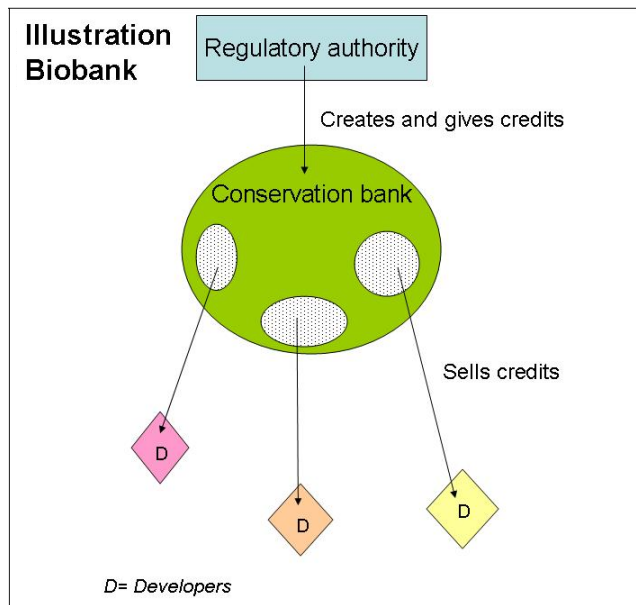 Illustration
Biobank
Regulatory authority
Creates and gives credits
Conservation bank
Sells credits
D
D
D
D= Developers